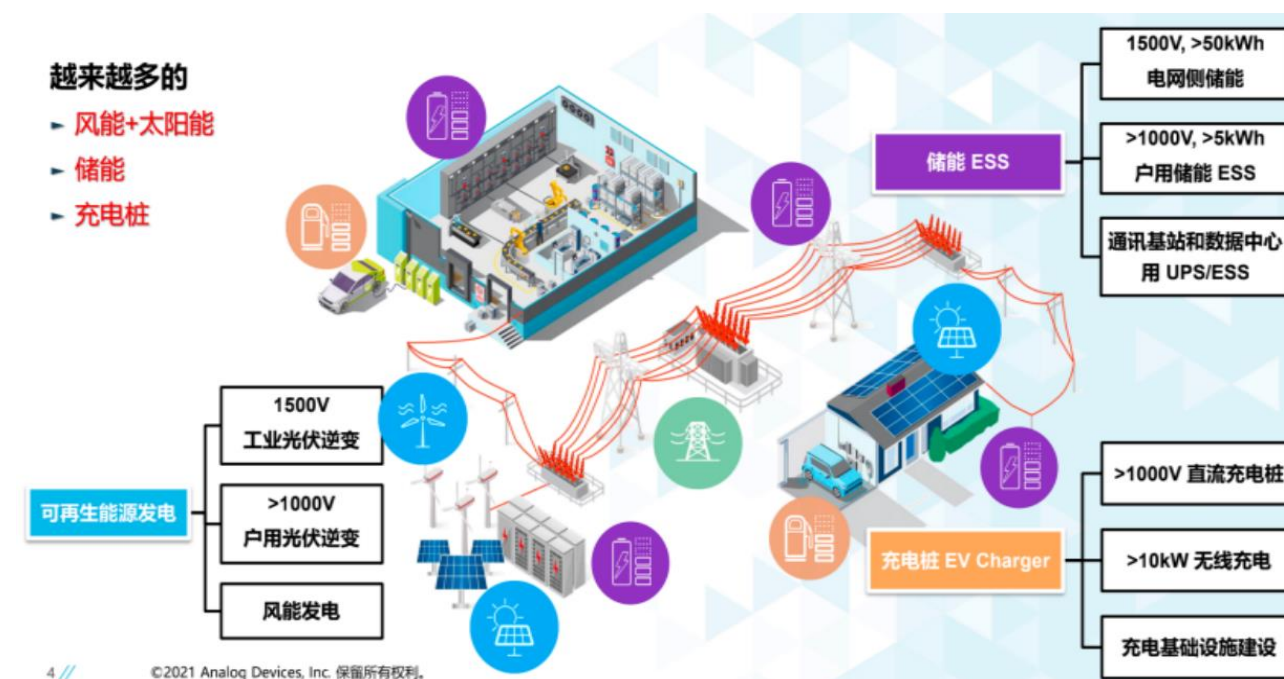 越来越多的
► 风能+太阳能
► 储能
► 充电桩
1500V, >50kWh
电网侧储能
储能 ESS
>1000V, >5kWh
户用储能 ESS
通讯基站和数据中心
用 UPS/ESS
可再生能源发电
1500V
工业光伏逆变
>1000V
户用光伏逆变
风能发电
充电桩 EV Charger
>1000V 直流充电桩
>10kW 无线充电
充电基础设施建设
4 //
©2021 Analog Devices, Inc. 保留所有权利。